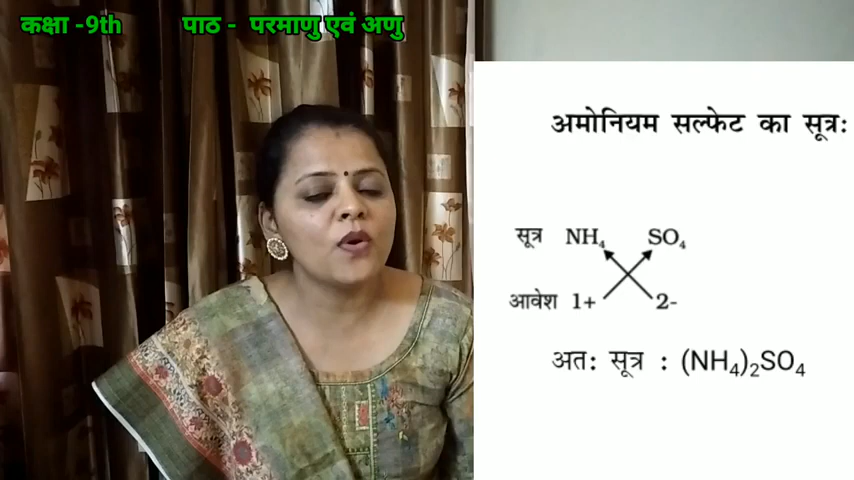 कक्षा -9th पाठ - परमाणु एवं अणु
अमोनियम सल्फेट का सूत्र:
सूत्र NH₄ SO₄
आवेश 1+ 2-
अत: सूत्र : (NH₄)₂SO₄